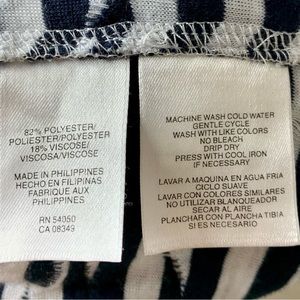 82% POLYESTER/
POLIESTER/POLYESTER
18% VISCOSE/
VISCOSA/VISCOSE
MADE IN PHILIPPINES
HECHO EN FILIPINAS
FABRIQUÉ AUX
PHILIPPINES
RN 54050
CA 08349
MACHINE WASH COLD WATER
GENTLE CYCLE
WASH WITH LIKE COLORS
NO BLEACH
DRIP DRY
PRESS WITH COOL IRON
IF NECESSARY
LAVAR A MAQUINA EN AGUA FRIA
CICLO SUAVE
LAVAR CON COLORES SIMILARES
NO UTILIZAR BLANQUEADOR
SECAR AL AIRE
PLANCHAR CON PLANCHA TIBIA
SI ES NECESARIO